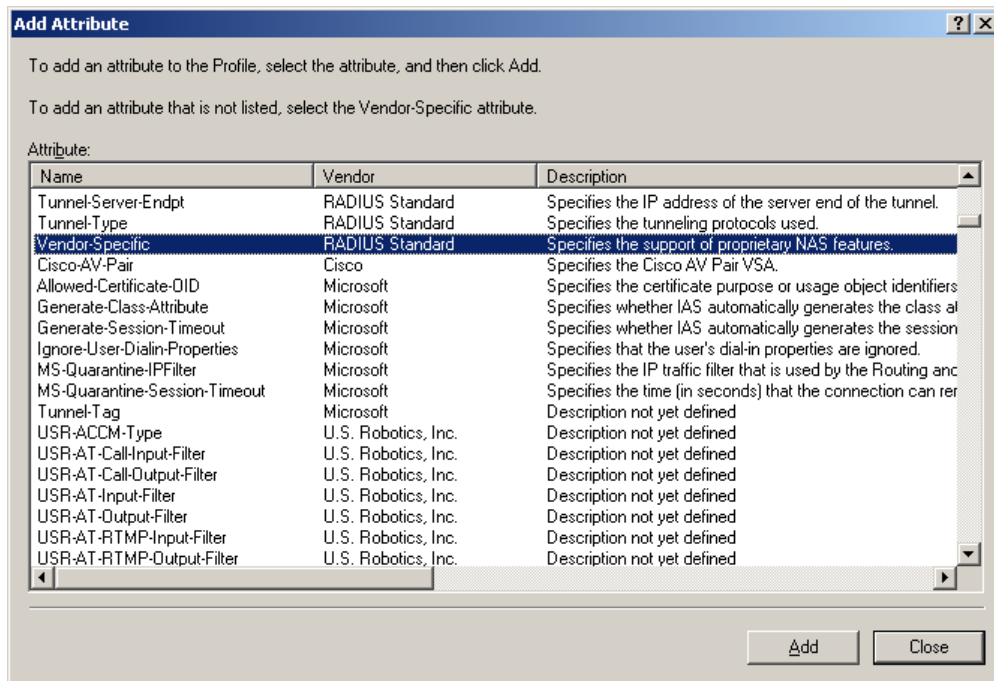 Add Attribute
To add an attribute to the Profile, select the attribute, and then click Add.
To add an attribute that is not listed, select the Vendor-Specific attribute.
Attribute:
Name Vendor Description
Tunnel-Server-Endpt RADIUS Standard Specifies the IP address of the server end of the tunnel.
Tunnel-Type RADIUS Standard Specifies the tunneling protocols used.
Vendor-Specific RADIUS Standard Specifies the support of proprietary NAS features.
Cisco-AV-Pair Cisco Specifies the Cisco AV Pair VSA.
Allowed-Certificate-OID Microsoft Specifies the certificate purpose or usage object identifiers
Generate-Class-Attribute Microsoft Specifies whether IAS automatically generates the class
Generate-Session-Timeout Microsoft Specifies whether IAS automatically generates the session
Ignore-User-Dialin-Properties Microsoft Specifies that the user's dial-in properties are ignored.
MS-Quarantine-IPFilter Microsoft Specifies the IP traffic filter that is used by the Routing
MS-Quarantine-Session-Timeout Microsoft Specifies the time (in seconds) that the connection can
Tunnel-Tag Microsoft Description not yet defined
USR-ACCM-Type U.S. Robotics, Inc. Description not yet defined
USR-AT-Call-Input-Filter U.S. Robotics, Inc. Description not yet defined
USR-AT-Call-Output-Filter U.S. Robotics, Inc. Description not yet defined
USR-AT-Input-Filter U.S. Robotics, Inc. Description not yet defined
USR-AT-Output-Filter U.S. Robotics, Inc. Description not yet defined
USR-AT-RTMP-Input-Filter U.S. Robotics, Inc. Description not yet defined
USR-AT-RTMP-Output-Filter U.S. Robotics, Inc. Description not yet defined
Add Close